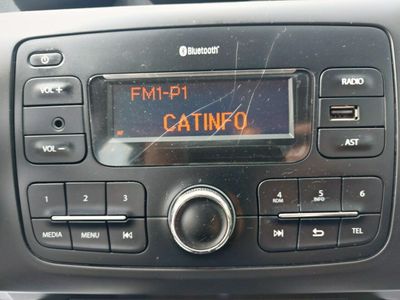 Bluetooth
VOL +
FM1-P1
CATINFO
AF
VOL −
RADIO
AST
1 2 3
4 5 6
RDM INFO
MEDIA MENU
TEL